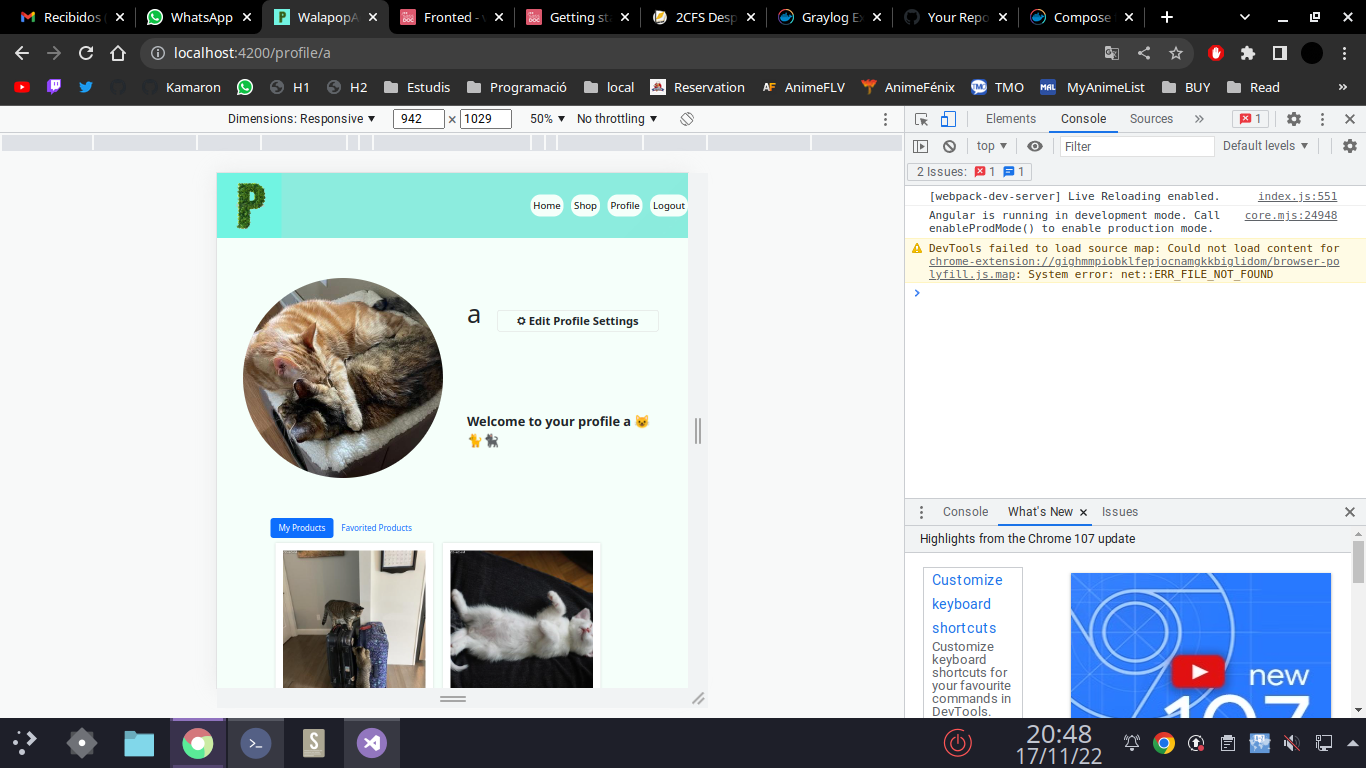 Recibidos (
WhatsApp
WalapopA
Fronted - v
Getting sta
2CFS Desp
Graylog Ex
Your Repo
Compose
localhost:4200/profile/a
Kamaron
H1
H2
Estudis
Programació
local
Reservation
AnimeFLV
AnimeFénix
TMO
MyAnimeList
BUY
Read
»
Dimensions: Responsive
942 × 1029
50%
No throttling
Elements
Console
Sources
»
1
top
Filter
Default levels
2 Issues: 1 1
[webpack-dev-server] Live Reloading enabled. index.js:551
Angular is running in development mode. Call core.mjs:24948
enableProdMode() to enable production mode.
DevTools failed to load source map: Could not load content for
chrome-extension://gighmmpiobklfepjocnamgkkbiglidom/browser-po
lyfill.js.map: System error: net::ERR_FILE_NOT_FOUND
P
Home
Shop
Profile
Logout
a
Edit Profile Settings
Welcome to your profile a 😺
🐈🐈‍⬛
My Products
Favorited Products
Console
What's New
Issues
Highlights from the Chrome 107 update
Customize
keyboard
shortcuts
Customize
keyboard
shortcuts for
your favourite
commands in
DevTools.
new
107
20:48
17/11/22